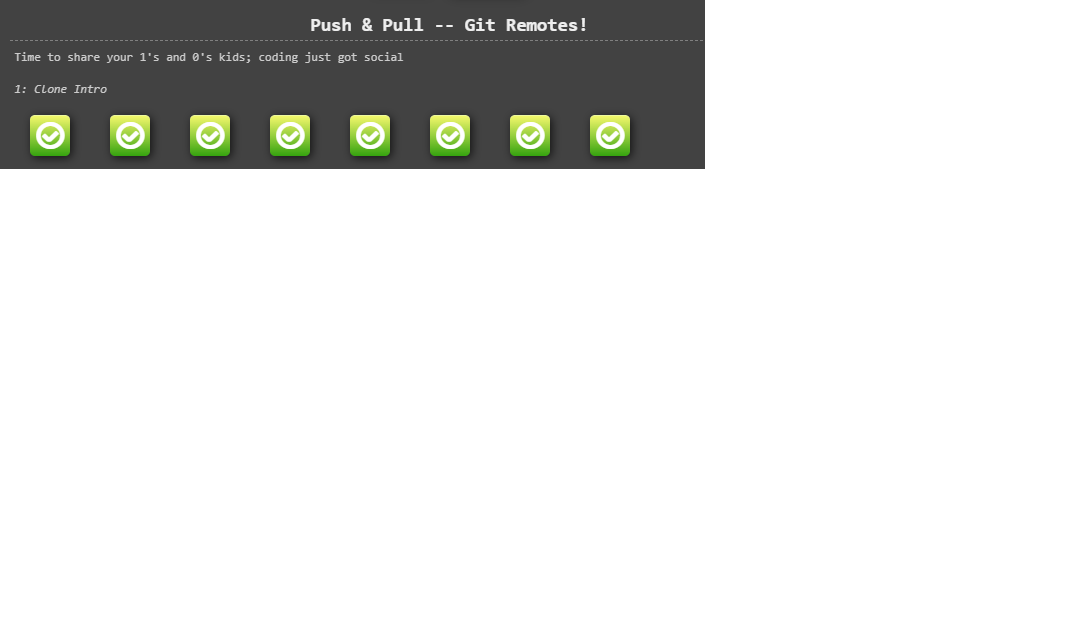 Push & Pull -- Git Remotes!
Time to share your 1's and 0's kids; coding just got social
1: Clone Intro